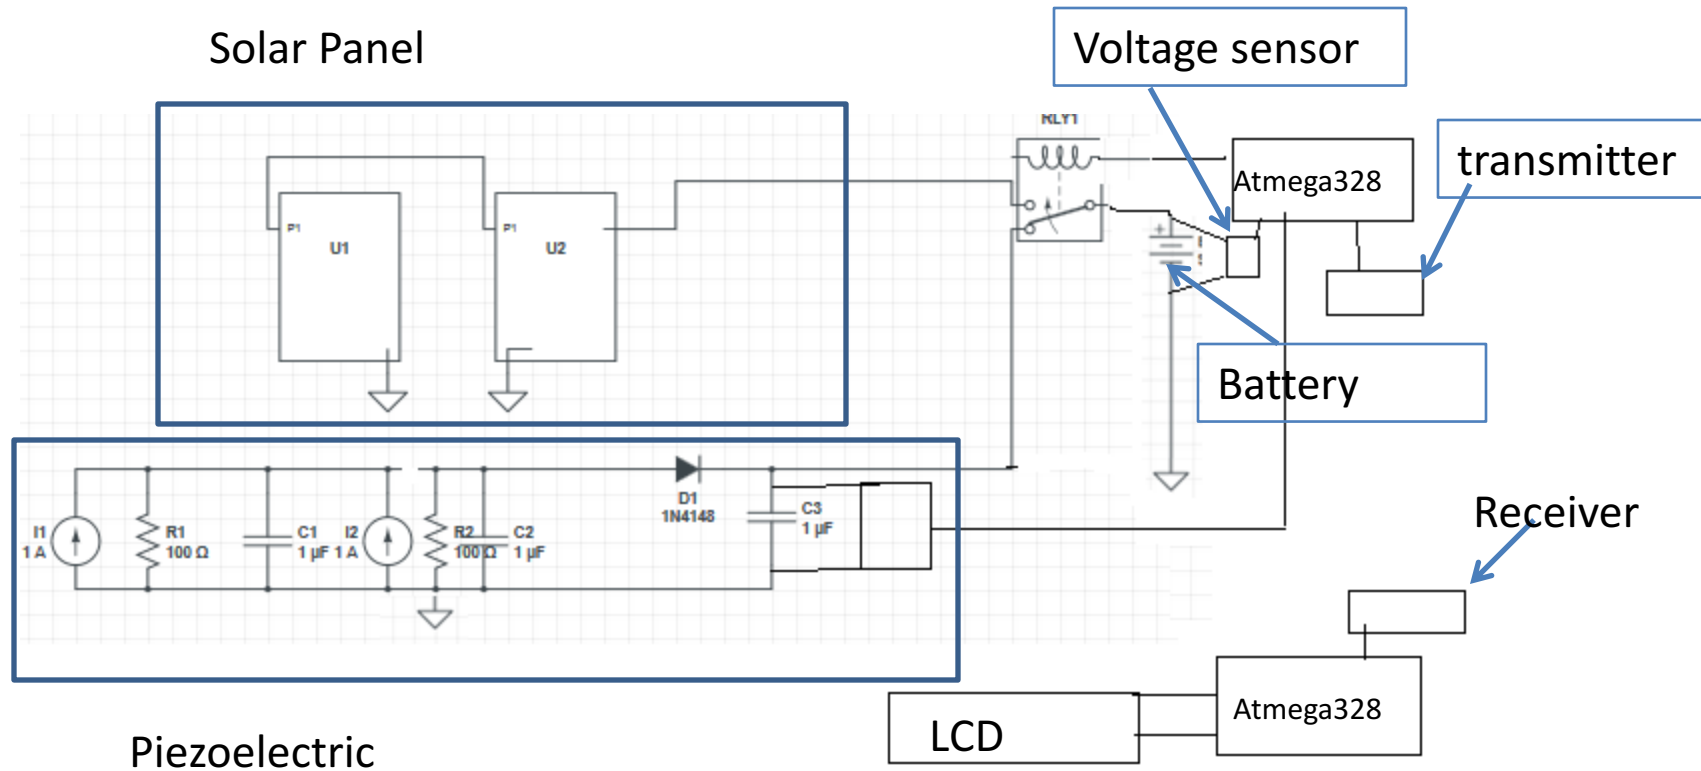 Solar Panel
Voltage sensor
RLY1
transmitter
Atmega328
P1
U1
P1
U2
+
Battery
D1
1N4148
I1
1 A
R1
100 Ω
C1
1 µF
I2
1 A
R2
100 Ω
C2
1 µF
C3
1 µF
Receiver
Atmega328
LCD
Piezoelectric